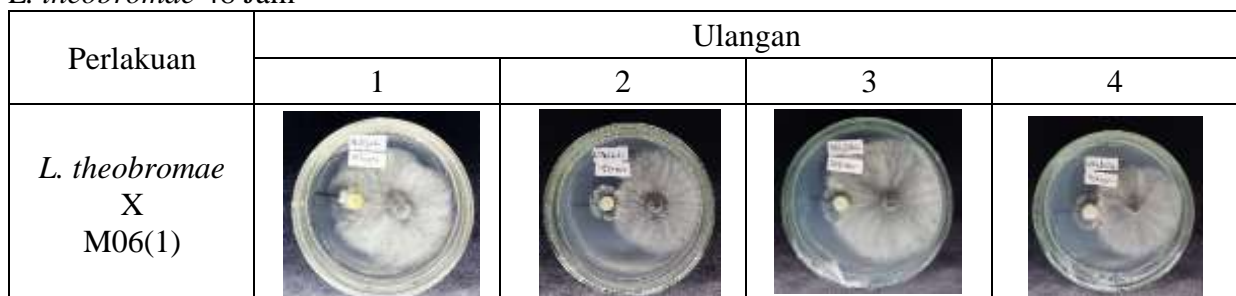 L. theobromae 48 Jam
Perlakuan
Ulangan
1
2
3
4
L. theobromae
X
M06(1)